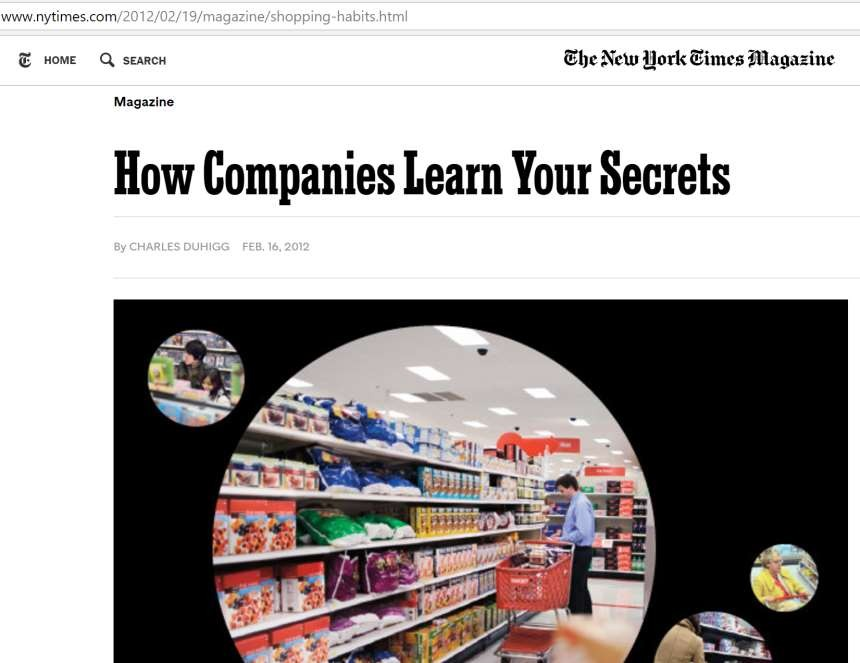 www.nytimes.com/2012/02/19/magazine/shopping-habits.html
HOME SEARCH The New York Times Magazine
Magazine
How Companies Learn Your Secrets
By CHARLES DUHIGG FEB. 16, 2012